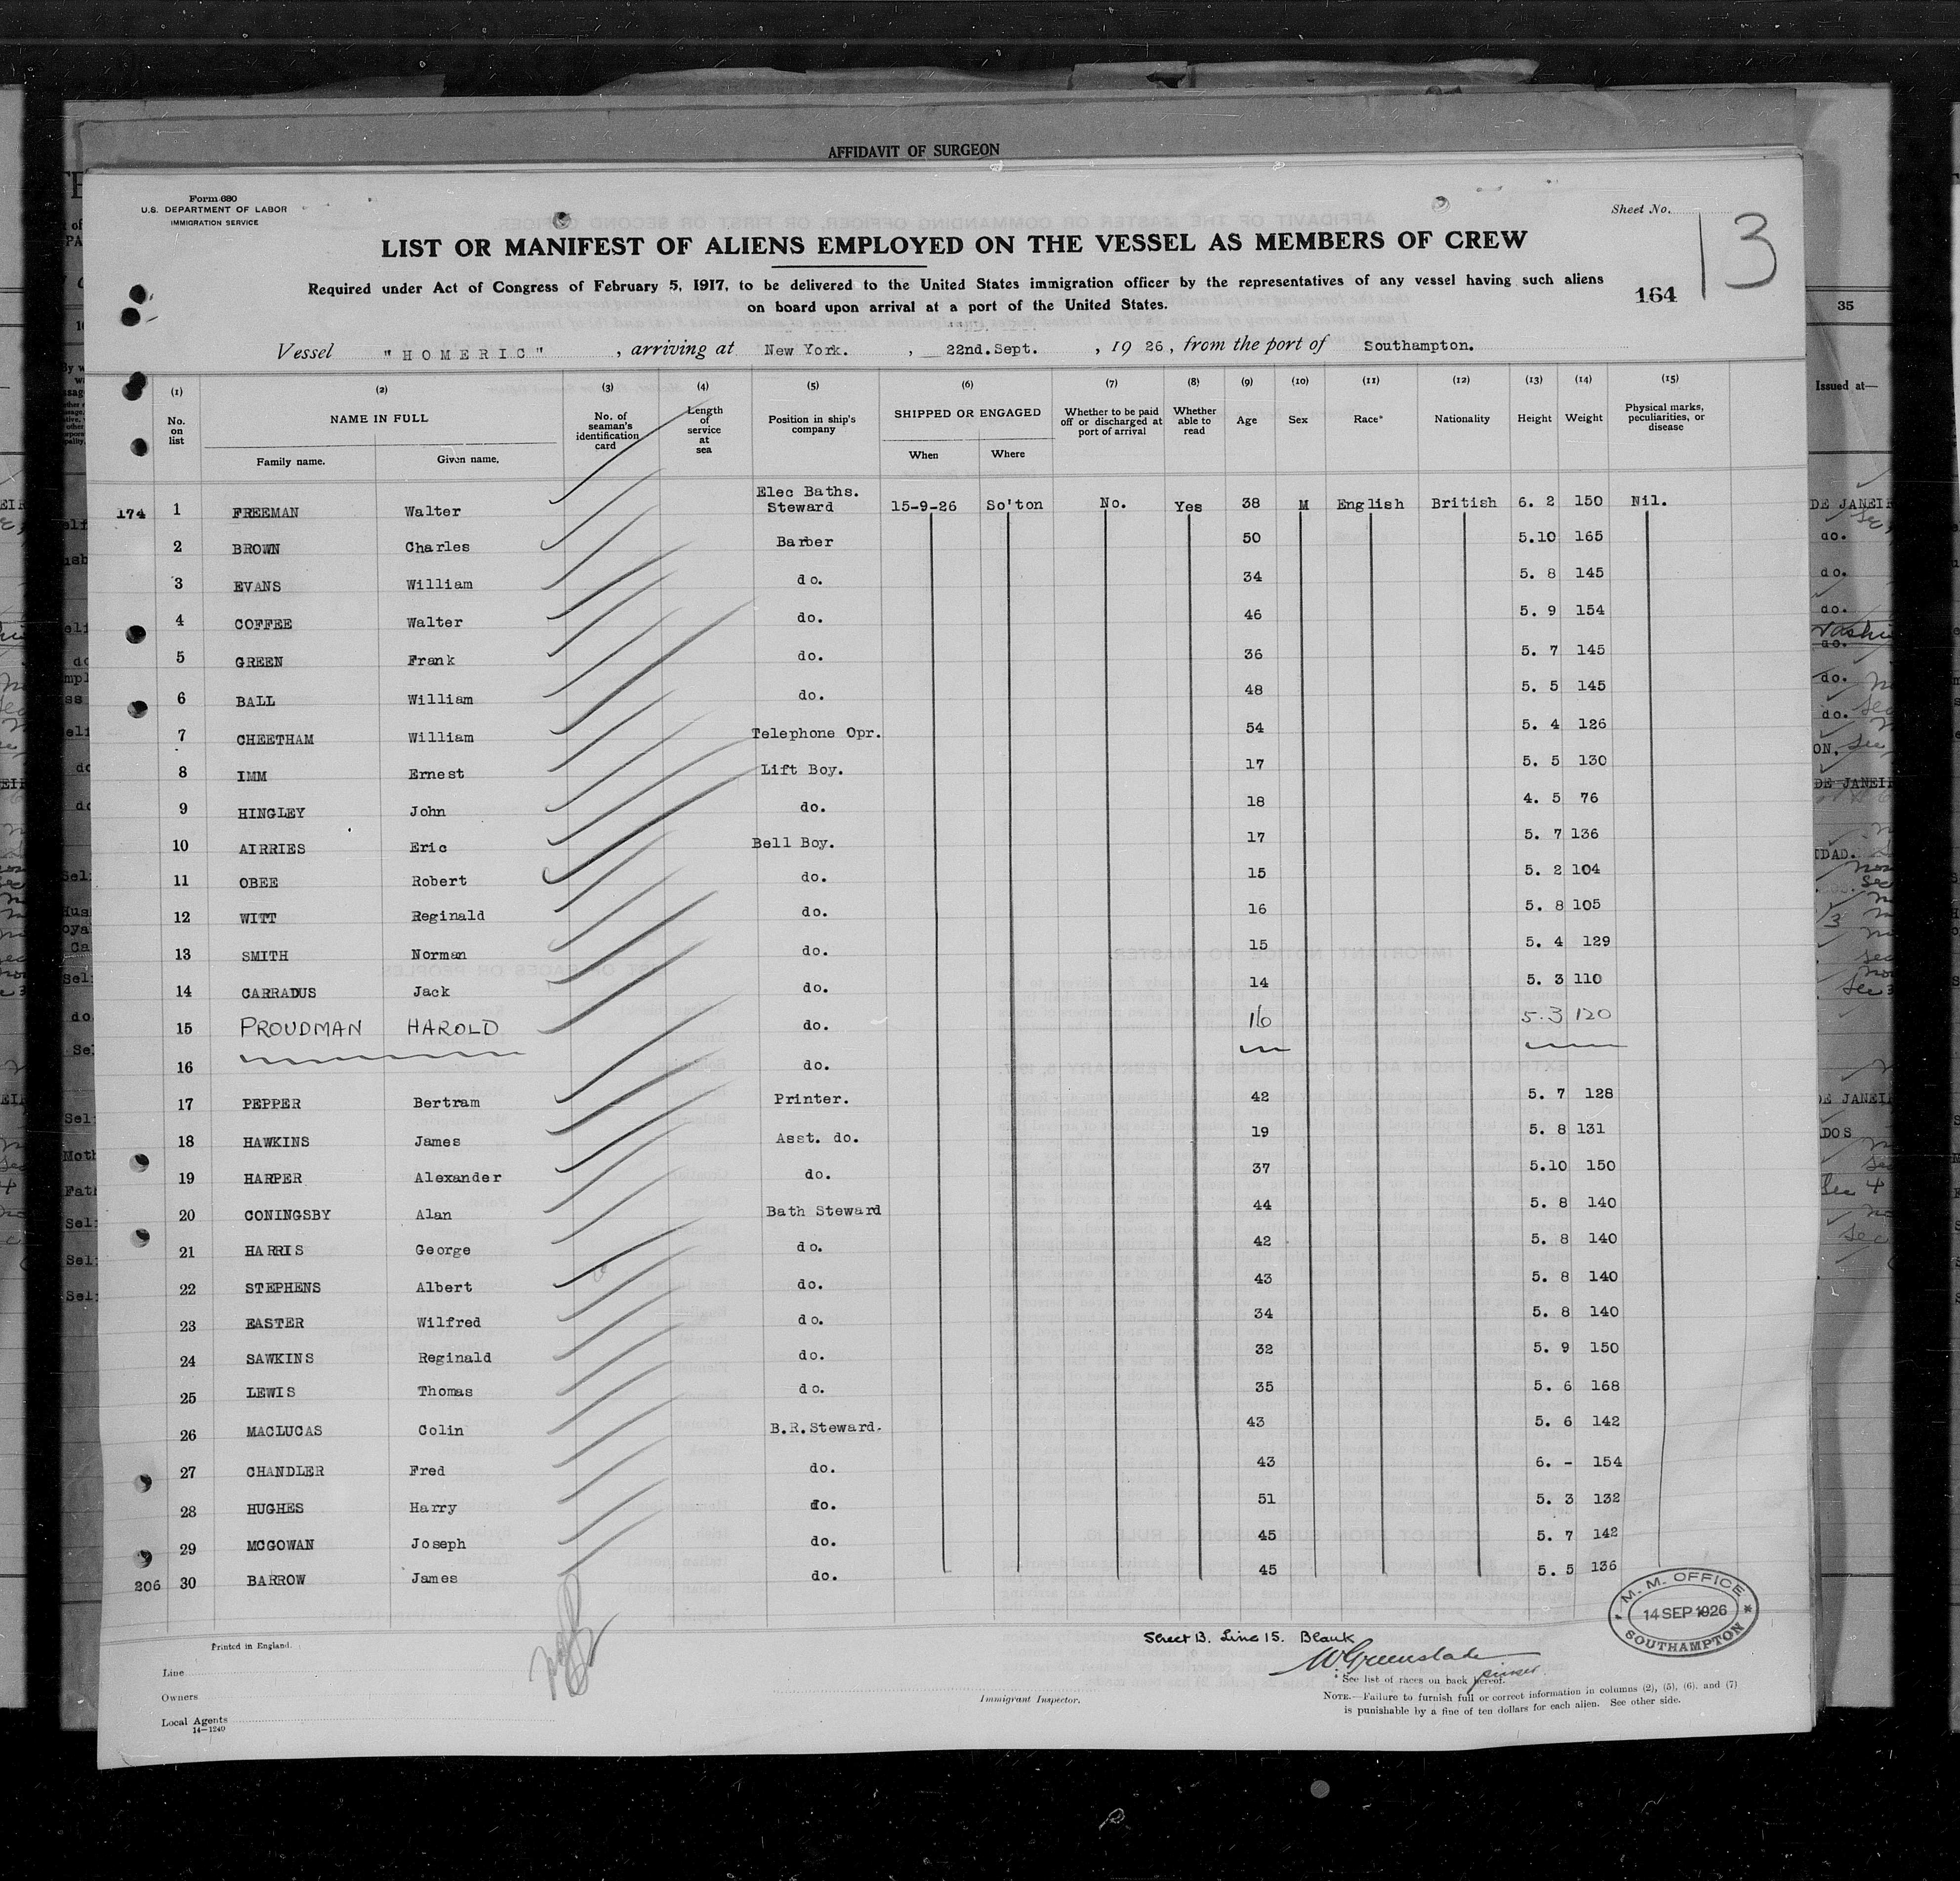 AFFIDAVIT OF SURGEON
Form 680
U.S. DEPARTMENT OF LABOR
IMMIGRATION SERVICE
Sheet No. 13
LIST OR MANIFEST OF ALIENS EMPLOYED ON THE VESSEL AS MEMBERS OF CREW
Required under Act of Congress of February 5, 1917, to be delivered to the United States immigration officer by the representatives of any vessel having such aliens
on board upon arrival at a port of the United States.
164
Vessel "HOMERIC", arriving at New York., 22nd.Sept., 1926, from the port of Southampton.
(1) (2) (3) (4) (5) (6) (7) (8) (9) (10) (11) (12) (13) (14) (15)
No. on list NAME IN FULL No. of seaman's identification card Length of service at sea Position in ship's company SHIPPED OR ENGAGED Whether to be paid off or discharged at port of arrival Whether able to read Age Sex Race* Nationality Height Weight Physical marks, peculiarities, or disease
Family name. Given name. When Where
174 1 FREEMAN Walter Elec Baths. Steward 15-9-26 So'ton No. Yes 38 M English British 6. 2 150 Nil.
2 BROWN Charles Barber 50 5.10 165
3 EVANS William do. 34 5. 8 145
4 COFFEE Walter do. 46 5. 9 154
5 GREEN Frank do. 36 5. 7 145
6 BALL William do. 48 5. 5 145
7 CHEETHAM William Telephone Opr. 54 5. 4 126
8 IMM Ernest Lift Boy. 17 5. 5 130
9 HINGLEY John do. 18 4. 5 76
10 AIRRIES Eric Bell Boy. 17 5. 7 136
11 OBEE Robert do. 15 5. 2 104
12 WITT Reginald do. 16 5. 8 105
13 SMITH Norman do. 15 5. 4 129
14 CARRADUS Jack do. 14 5. 3 110
15 PROUDMAN HAROLD do. 16 5.3 120
16 do.
17 PEPPER Bertram Printer. 42 5. 7 128
18 HAWKINS James Asst. do. 19 5. 8 131
19 HARPER Alexander do. 37 5.10 150
20 CONINGSBY Alan Bath Steward 44 5. 8 140
21 HARRIS George do. 42 5. 8 140
22 STEPHENS Albert do. 43 5. 8 140
23 EASTER Wilfred do. 34 5. 8 140
24 SAWKINS Reginald do. 32 5. 9 150
25 LEWIS Thomas do. 35 5. 6 168
26 MACLUCAS Colin B.R.Steward. 43 5. 6 142
27 CHANDLER Fred do. 43 6. - 154
28 HUGHES Harry do. 51 5. 3 132
29 MCGOWAN Joseph do. 45 5. 7 142
206 30 BARROW James do. 45 5. 5 136
M. M. OFFICE
14 SEP 1926
SOUTHAMPTON
Printed in England.
Sheet 13. Line 15. Blank
WGreenslade
Line
Owners
Local Agents
14-1240
Immigrant Inspector.
* See list of races on back hereof.
NOTE.—Failure to furnish full or correct information in columns (2), (5), (6), and (7)
is punishable by a fine of ten dollars for each alien. See other side.
35
Issued at—